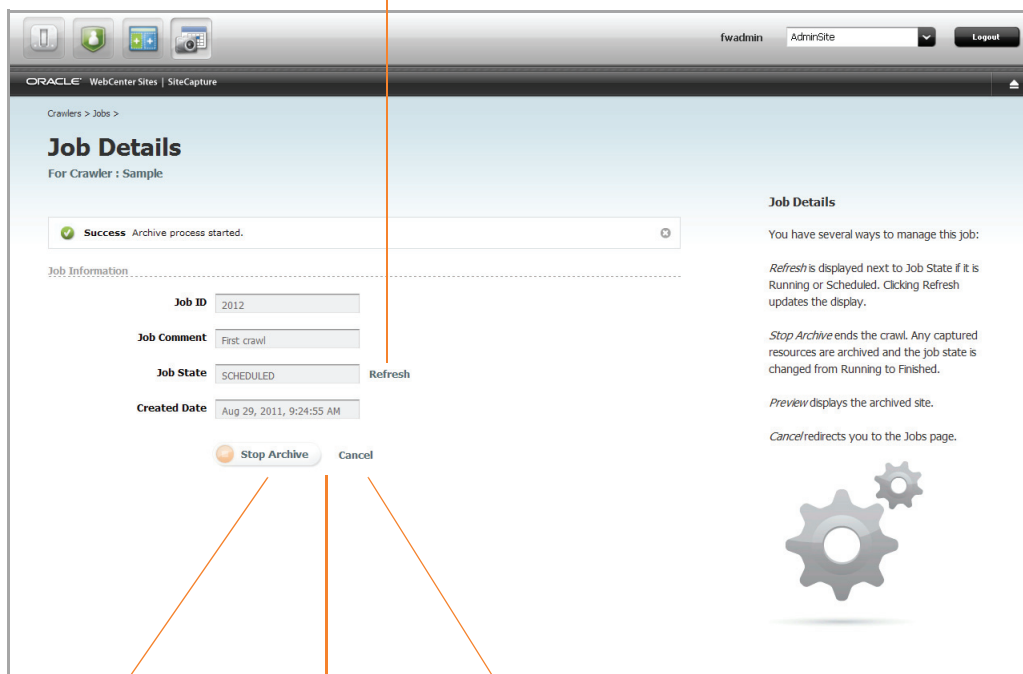 fwadmin AdminSite Logout
ORACLE WebCenter Sites | SiteCapture
Crawlers > Jobs >
Job Details
For Crawler : Sample
Success Archive process started.
Job Information
Job ID 2012
Job Comment First crawl
Job State SCHEDULED Refresh
Created Date Aug 29, 2011, 9:24:55 AM
Stop Archive Cancel
Job Details
You have several ways to manage this job:
Refresh is displayed next to Job State if it is
Running or Scheduled. Clicking Refresh
updates the display.
Stop Archive ends the crawl. Any captured
resources are archived and the job state is
changed from Running to Finished.
Preview displays the archived site.
Cancel redirects you to the Jobs page.